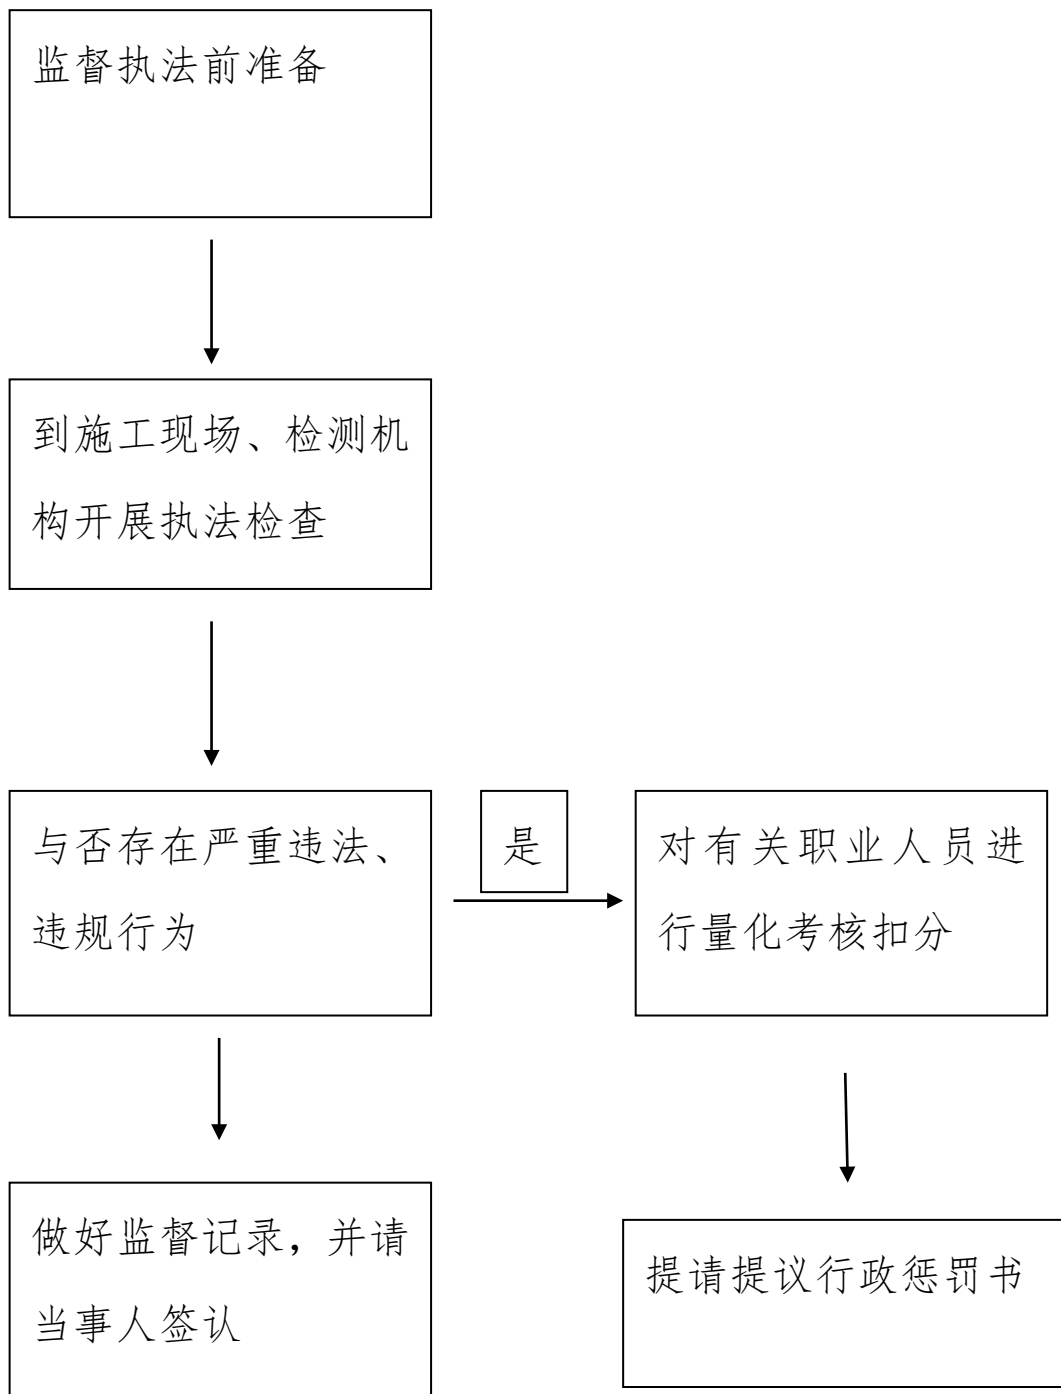 监督执法前准备
到施工现场、检测机
构开展执法检查
与否存在严重违法、
违规行为
是
对有关职业人员进
行量化考核扣分
做好监督记录，并请
当事人签认
提请提议行政惩罚书